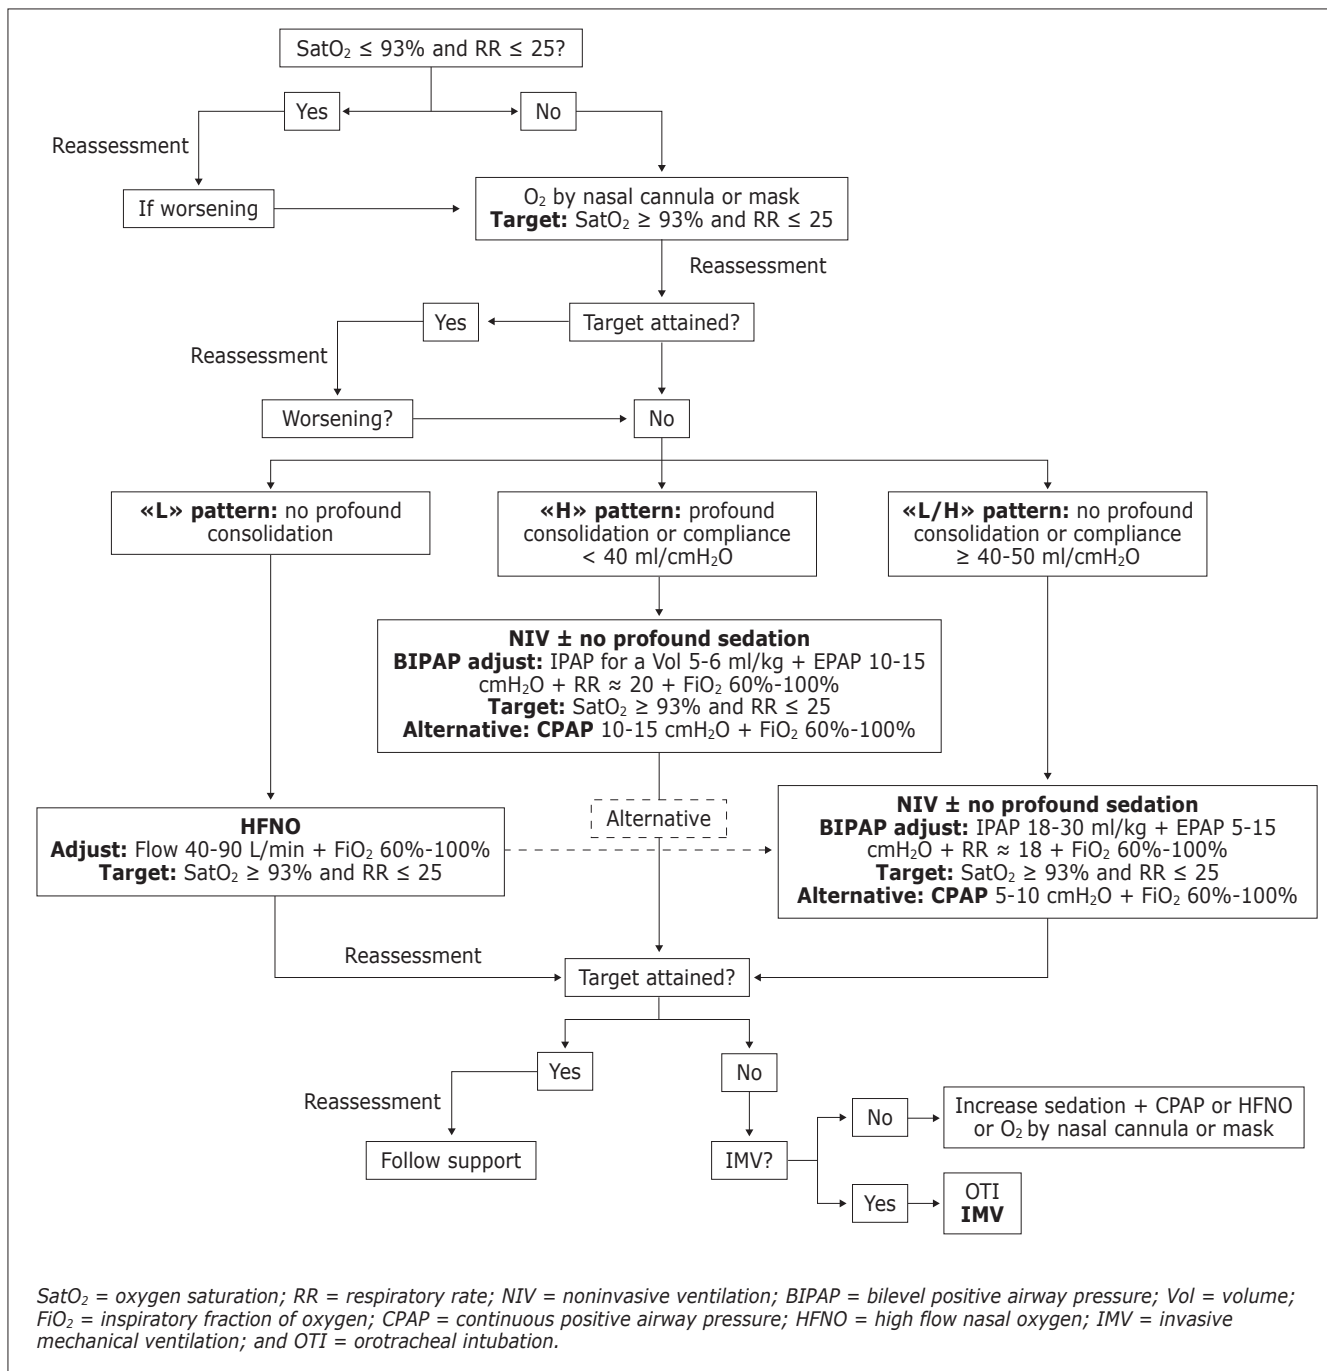 SatO₂ ≤ 93% and RR ≤ 25?
Yes
No
Reassessment
If worsening
O₂ by nasal cannula or mask
Target: SatO₂ ≥ 93% and RR ≤ 25
Reassessment
Yes
Target attained?
Reassessment
Worsening?
No
«L» pattern: no profound
consolidation
«H» pattern: profound
consolidation or compliance
< 40 ml/cmH₂O
«L/H» pattern: no profound
consolidation or compliance
≥ 40-50 ml/cmH₂O
NIV ± no profound sedation
BIPAP adjust: IPAP for a Vol 5-6 ml/kg + EPAP 10-15
cmH₂O + RR ≈ 20 + FiO₂ 60%-100%
Target: SatO₂ ≥ 93% and RR ≤ 25
Alternative: CPAP 10-15 cmH₂O + FiO₂ 60%-100%
Alternative
HFNO
Adjust: Flow 40-90 L/min + FiO₂ 60%-100%
Target: SatO₂ ≥ 93% and RR ≤ 25
NIV ± no profound sedation
BIPAP adjust: IPAP 18-30 ml/kg + EPAP 5-15
cmH₂O + RR ≈ 18 + FiO₂ 60%-100%
Target: SatO₂ ≥ 93% and RR ≤ 25
Alternative: CPAP 5-10 cmH₂O + FiO₂ 60%-100%
Reassessment
Target attained?
Yes
No
Reassessment
Follow support
IMV?
No
Increase sedation + CPAP or HFNO
or O₂ by nasal cannula or mask
Yes
OTI
IMV
SatO₂ = oxygen saturation; RR = respiratory rate; NIV = noninvasive ventilation; BIPAP = bilevel positive airway pressure; Vol = volume;
FiO₂ = inspiratory fraction of oxygen; CPAP = continuous positive airway pressure; HFNO = high flow nasal oxygen; IMV = invasive
mechanical ventilation; and OTI = orotracheal intubation.